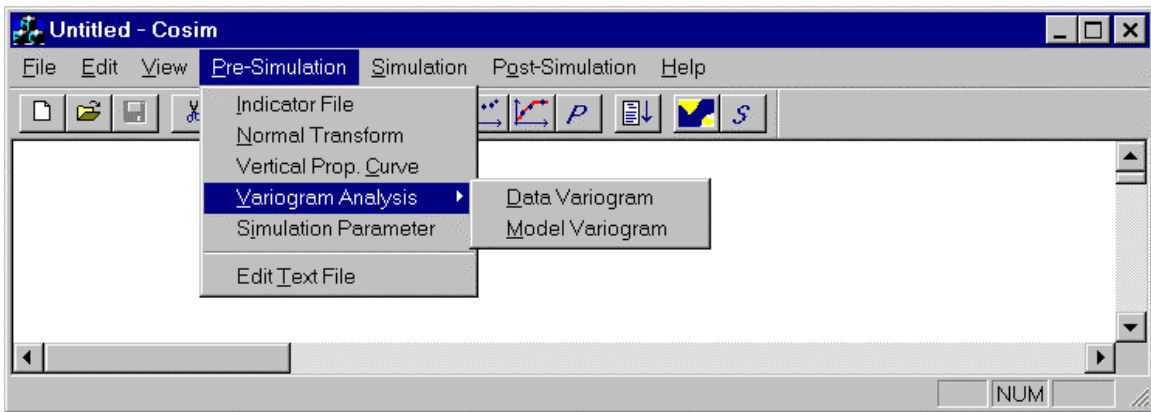 Untitled - Cosim
File Edit View Pre-Simulation Simulation Post-Simulation Help
P S
Indicator File
Normal Transform
Vertical Prop. Curve
Variogram Analysis
Data Variogram
Simulation Parameter
Model Variogram
Edit Text File
NUM